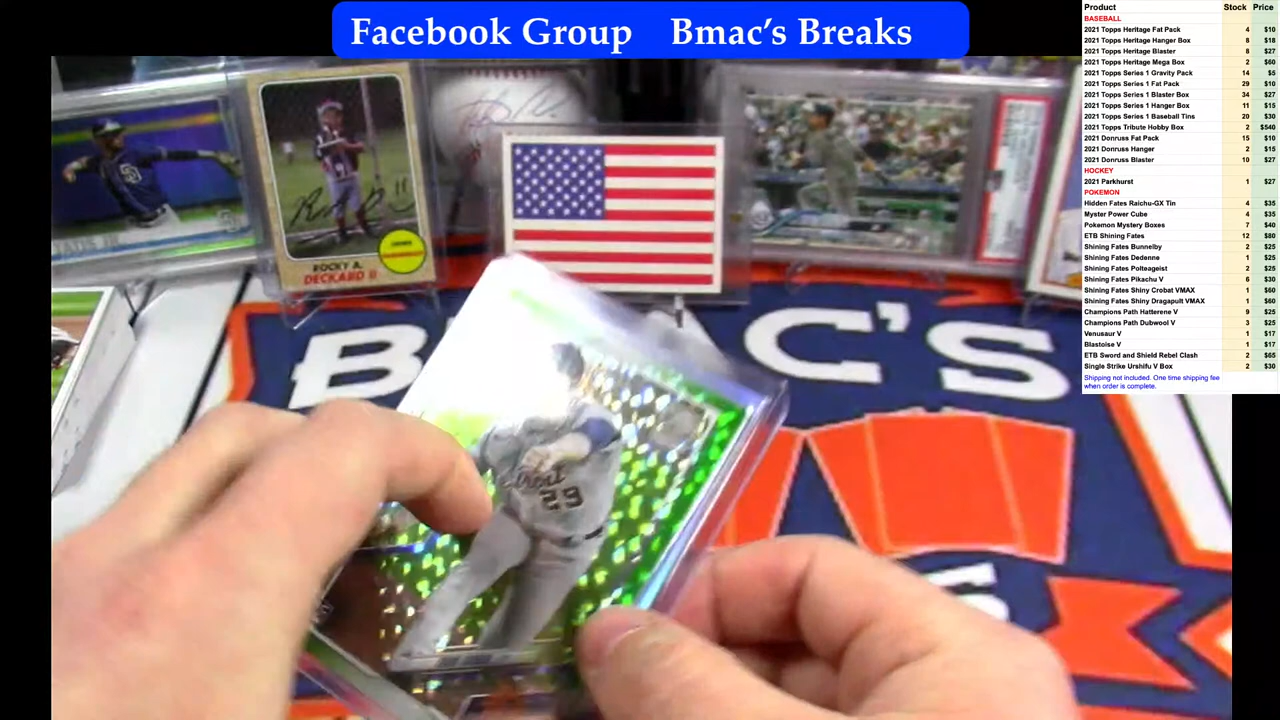 Facebook Group Bmac's Breaks
Product Stock Price
BASEBALL
2021 Topps Heritage Fat Pack 4 $10
2021 Topps Heritage Hanger Box 8 $18
2021 Topps Heritage Blaster 8 $27
2021 Topps Heritage Mega Box 2 $60
2021 Topps Series 1 Gravity Pack 14 $5
2021 Topps Series 1 Fat Pack 29 $10
2021 Topps Series 1 Blaster Box 34 $27
2021 Topps Series 1 Hanger Box 11 $15
2021 Topps Series 1 Baseball Tins 20 $30
2021 Topps Tribute Hobby Box 2 $540
2021 Donruss Fat Pack 15 $10
2021 Donruss Hanger 2 $15
2021 Donruss Blaster 10 $27
HOCKEY
2021 Parkhurst 1 $27
POKEMON
Hidden Fates Raichu-GX Tin 4 $35
Myster Power Cube 4 $35
Pokemon Mystery Boxes 7 $40
ETB Shining Fates 12 $80
Shining Fates Bunnelby 2 $25
Shining Fates Dedenne 1 $25
Shining Fates Polteageist 2 $25
Shining Fates Pikachu V 6 $30
Shining Fates Shiny Crobat VMAX 1 $60
Shining Fates Shiny Dragapult VMAX 1 $60
Champions Path Hatterene V 9 $25
Champions Path Dubwool V 3 $25
Venusaur V 1 $17
Blastoise V 1 $17
ETB Sword and Shield Rebel Clash 2 $65
Single Strike Urshifu V Box 2 $30
Shipping not included. One time shipping fee
when order is complete.
ROCKY A.
DECKARD II
B AC'S
29